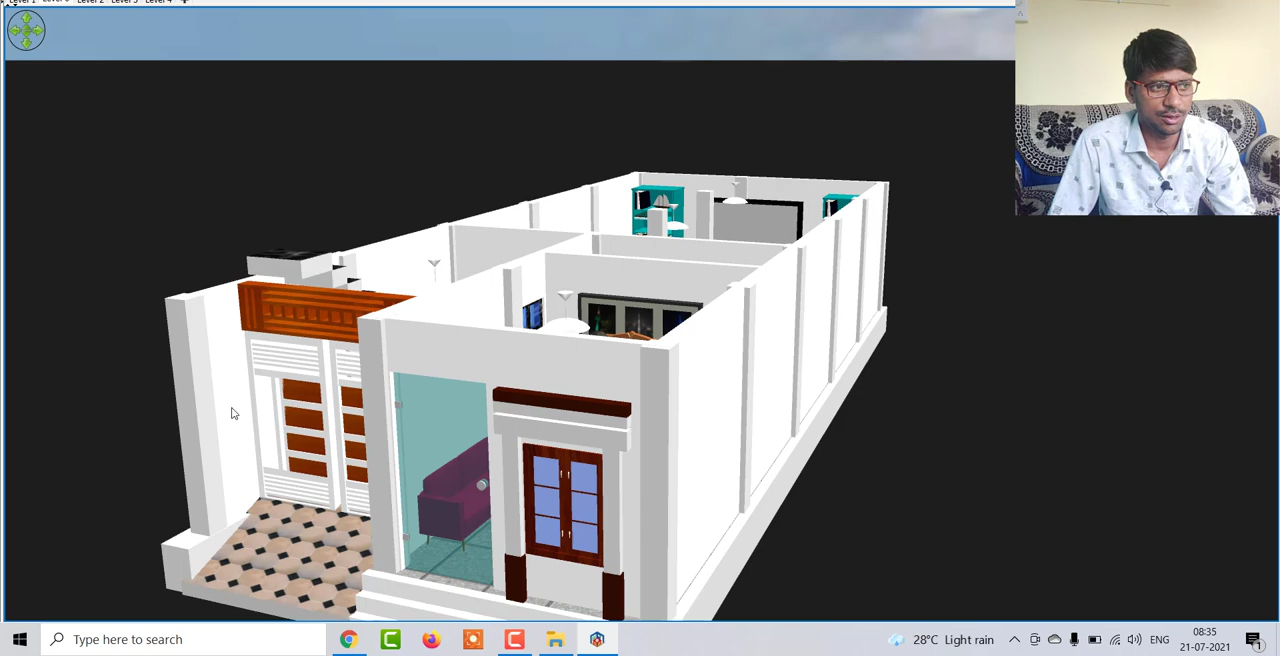 Level 2
Level 3
Level 4
Type here to search
28°C Light rain
ENG
08:35
21-07-2021
1